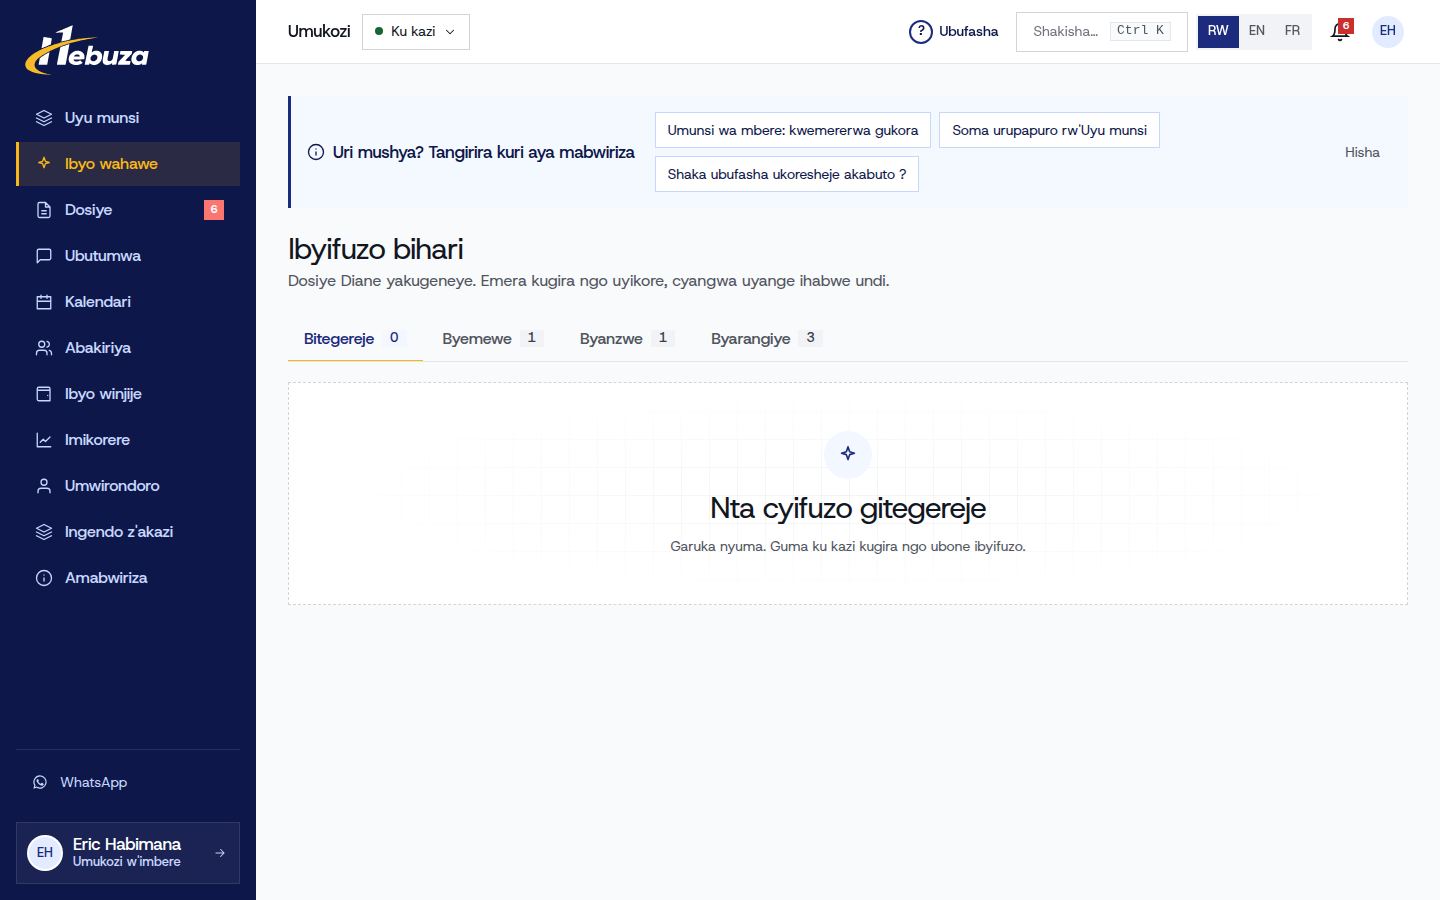 Hebuza
Uyu munsi
Ibyo wahawe
Dosiye 6
Ubutumwa
Kalendari
Abakiriya
Ibyo winjije
Imikorere
Umwirondoro
Ingendo z'akazi
Amabwiriza
WhatsApp
EH
Eric Habimana
Umukozi w'imbere
Umukozi Ku kazi
? Ubufasha
Shakisha... Ctrl K
RW EN FR
6
EH
Uri mushya? Tangirira kuri aya mabwiriza
Umunsi wa mbere: kwemererwa gukora
Soma urupapuro rw'Uyu munsi
Shaka ubufasha ukoresheje akabuto ?
Hisha
Ibyifuzo bihari
Dosiye Diane yakugeneye. Emera kugira ngo uyikore, cyangwa uyange ihabwe undi.
Bitegereje 0 Byemewe 1 Byanzwe 1 Byarangiye 3
Nta cyifuzo gitegereje
Garuka nyuma. Guma ku kazi kugira ngo ubone ibyifuzo.